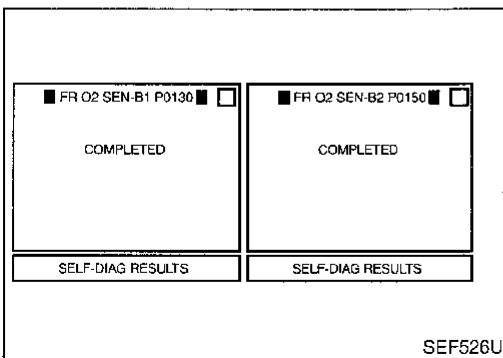 FR O2 SEN-B1 P0130
COMPLETED
SELF-DIAG RESULTS
FR O2 SEN-B2 P0150
COMPLETED
SELF-DIAG RESULTS
SEF526U